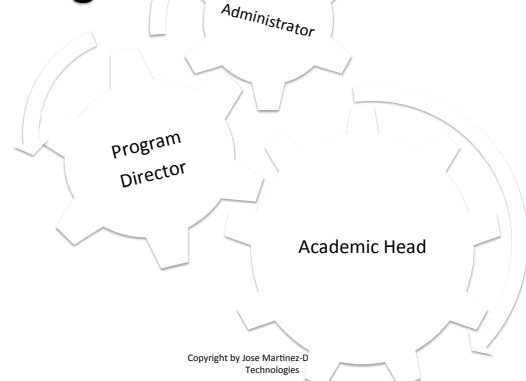 Administrator
Program
Director
Academic Head
Copyright by Jose Martinez-D
Technologies